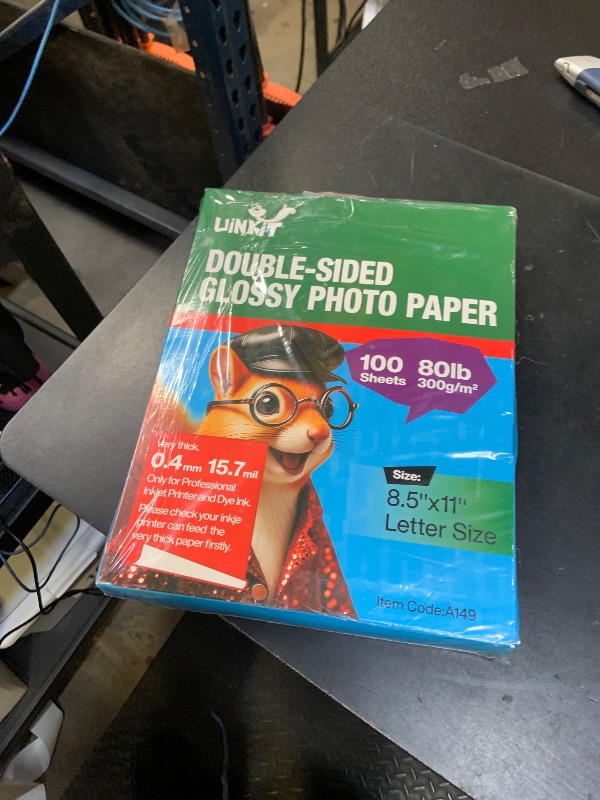 UINKIT
DOUBLE-SIDED
GLOSSY PHOTO PAPER
100 80lb
Sheets 300g/m²
Very thick.
0.4mm 15.7mil
Only for Professional
Inkjet Printer and Dye Ink.
Please check your inkje
printer can feed the
very thick paper firstly.
Size:
8.5"x11"
Letter Size
Item Code:A149